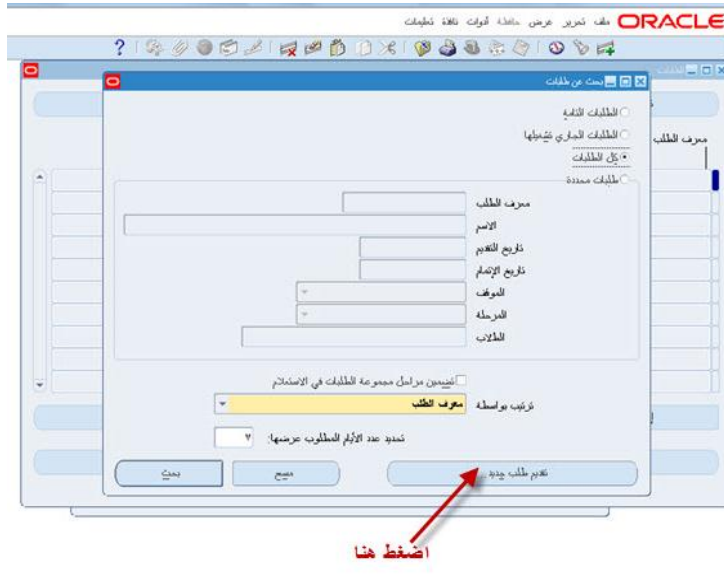 ORACLE ملف تحرير عرض حافظة أدوات نافذة تعليمات
بحث عن طلبات
الطلبات التامة
الطلبات الجاري تشغيلها
كل الطلبات
طلبات محددة
معرف الطلب
معرف الطلب
الاسم
تاريخ التقديم
تاريخ الإتمام
الموقف
المرحلة
الطلاب
تضمين مراحل مجموعة الطلبات في الاستعلام
ترتيب بواسطة معرف الطلب
تحديد عدد الأيام المطلوب عرضها: ٧
تقديم طلب جديد... مسح بحث
اضغط هنا